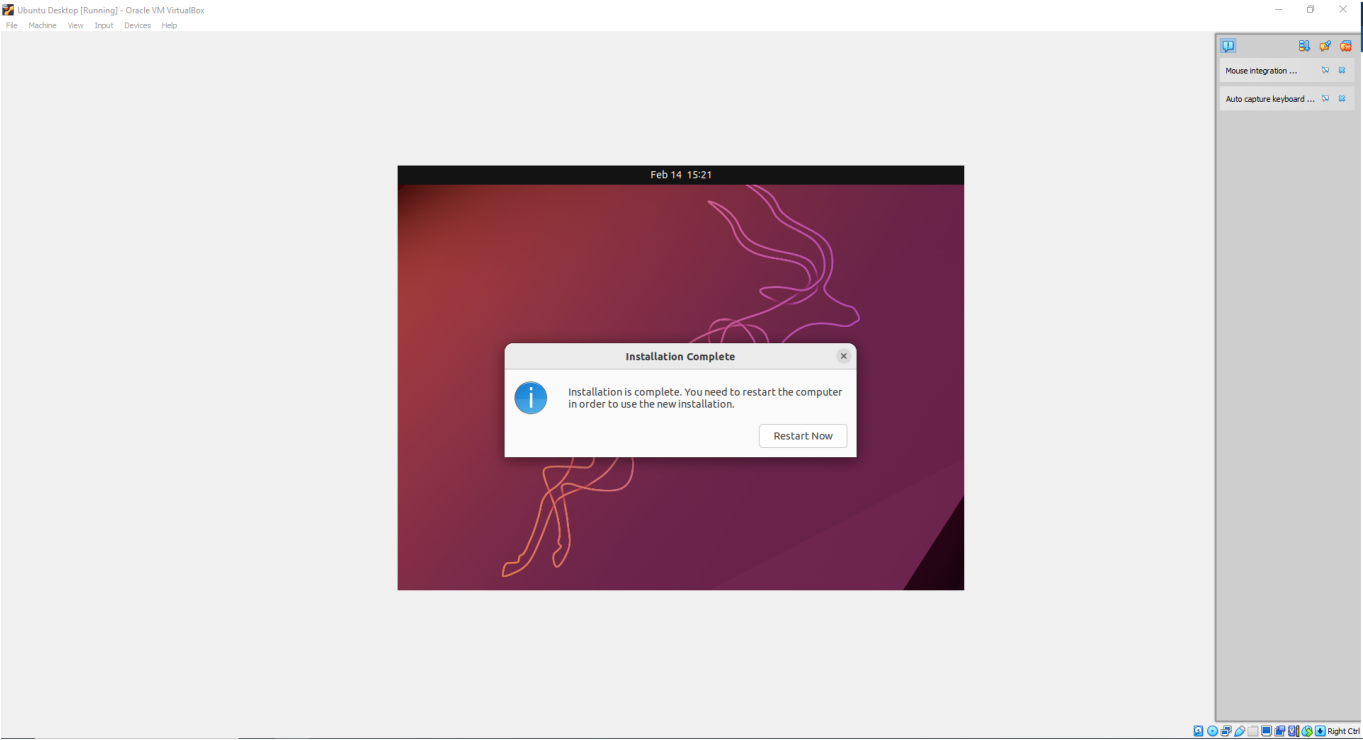 Ubuntu Desktop [Running] - Oracle VM VirtualBox
File Machine View Input Devices Help
Mouse integration ...
Auto capture keyboard ...
Feb 14 15:21
Installation Complete
Installation is complete. You need to restart the computer
in order to use the new installation.
Restart Now
Right Ctrl